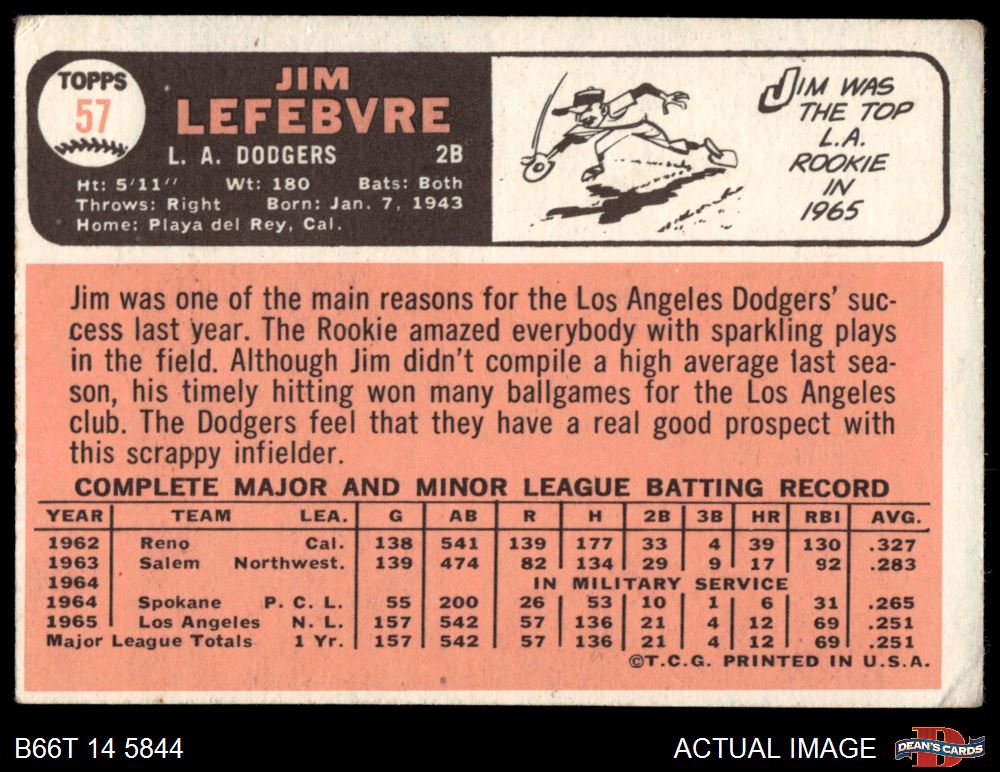 TOPPS
57
JIM
LEFEBVRE
L. A. DODGERS 2B
Ht: 5'11" Wt: 180 Bats: Both
Throws: Right Born: Jan. 7, 1943
Home: Playa del Rey, Cal.
JIM WAS
THE TOP
L.A.
ROOKIE
IN
1965
Jim was one of the main reasons for the Los Angeles Dodgers' suc-
cess last year. The Rookie amazed everybody with sparkling plays
in the field. Although Jim didn't compile a high average last sea-
son, his timely hitting won many ballgames for the Los Angeles
club. The Dodgers feel that they have a real good prospect with
this scrappy infielder.
COMPLETE MAJOR AND MINOR LEAGUE BATTING RECORD
YEAR TEAM LEA. G AB R H 2B 3B HR RBI AVG.
1962 Reno Cal. 138 541 139 177 33 4 39 130 .327
1963 Salem Northwest. 139 474 82 134 29 9 17 92 .283
1964 IN MILITARY SERVICE
1964 Spokane P. C. L. 55 200 26 53 10 1 6 31 .265
1965 Los Angeles N. L. 157 542 57 136 21 4 12 69 .251
Major League Totals 1 Yr. 157 542 57 136 21 4 12 69 .251
©T.C.G. PRINTED IN U.S.A.
B66T 14 5844 ACTUAL IMAGE
D
DEAN'S CARDS